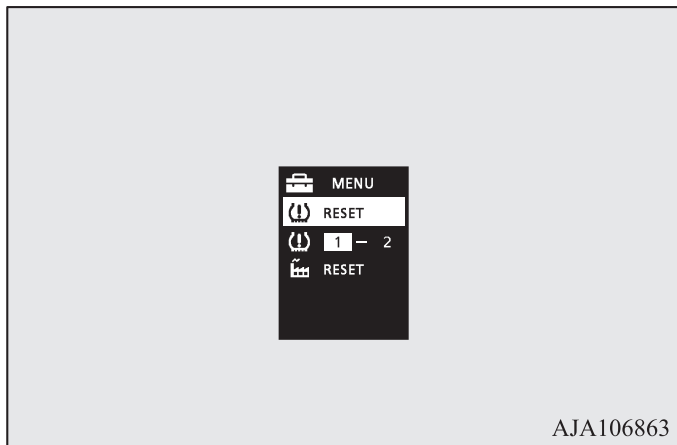 MENU
RESET
1 – 2
RESET
AJA106863